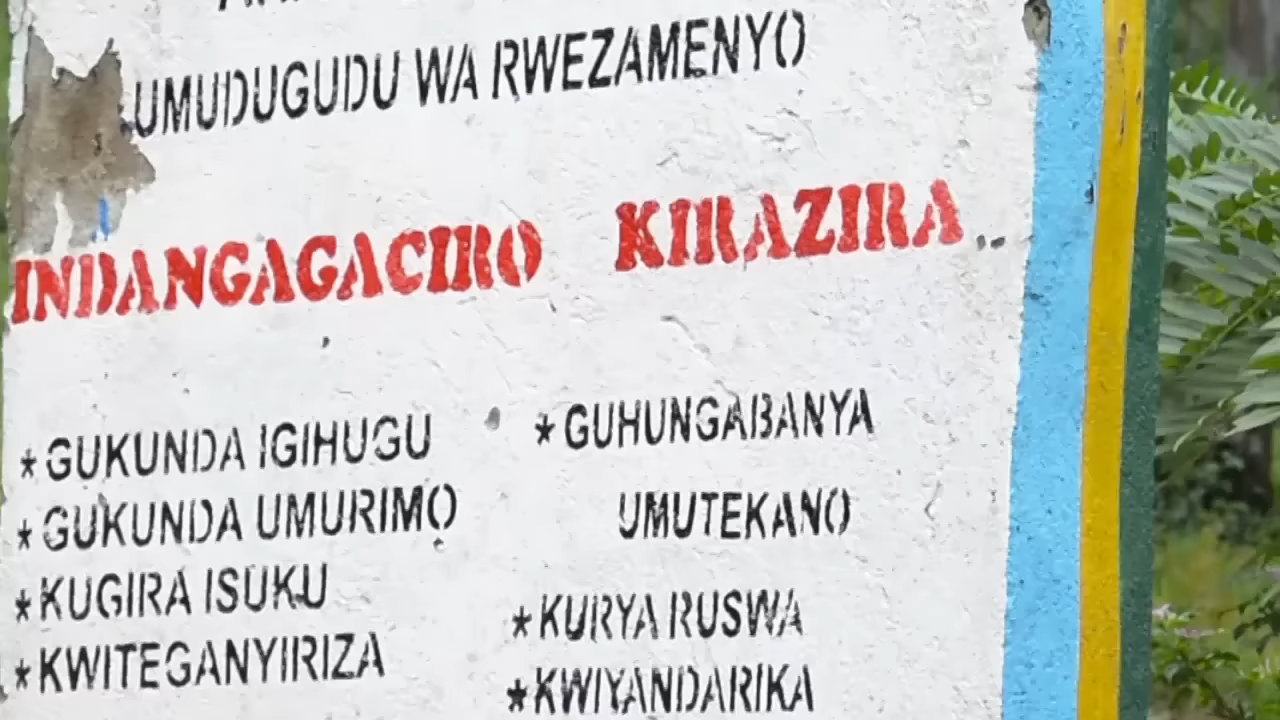 UMUDUGUDU WA RWEZAMENYO
INDANGAGACIRO
* GUKUNDA IGIHUGU
* GUKUNDA UMURIMO
* KUGIRA ISUKU
* KWITEGANYIRIZA
KIRAZIRA..
* GUHUNGABANYA
UMUTEKANO
* KURYA RUSWA
* KWIYANDARIKA